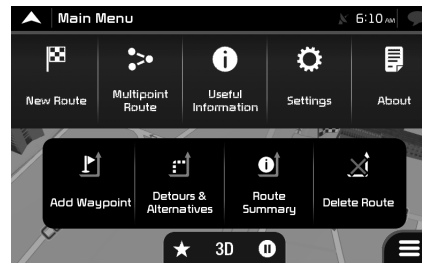 Main Menu
6:10 AM
New Route
Multipoint
Route
Useful
Information
Settings
About
Add Waypoint
Detours &
Alternatives
Route
Summary
Delete Route
3D